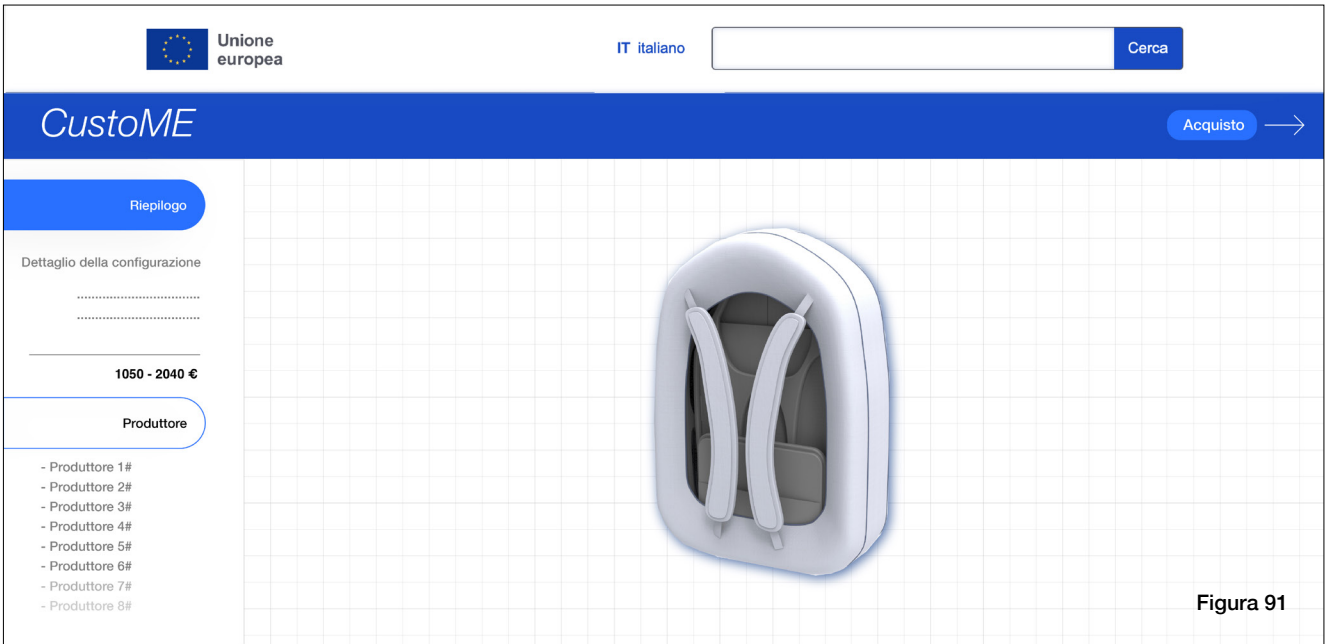 Unione
europea
IT italiano
Cerca
CustoME
Acquisto
Riepilogo
Dettaglio della configurazione
..................................
..................................
1050 - 2040 €
Produttore
- Produttore 1#
- Produttore 2#
- Produttore 3#
- Produttore 4#
- Produttore 5#
- Produttore 6#
- Produttore 7#
- Produttore 8#
Figura 91